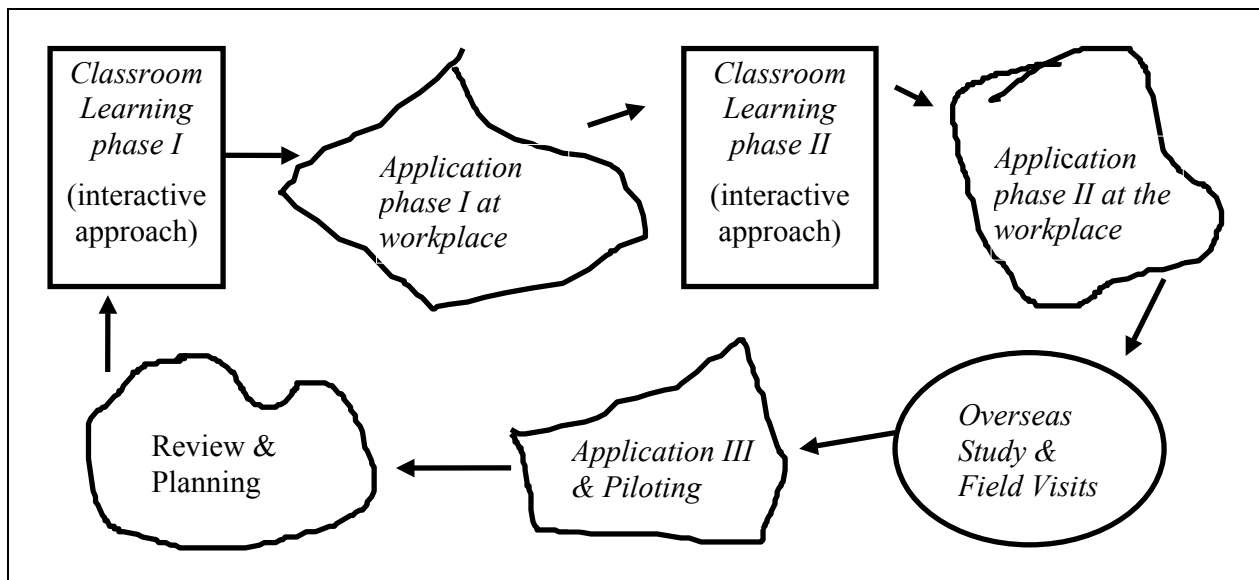 Classroom
Learning
phase I
(interactive
approach)
Application
phase I at
workplace
Classroom
Learning
phase II
(interactive
approach)
Application
phase II at the
workplace
Overseas
Study &
Field Visits
Application III
& Piloting
Review &
Planning